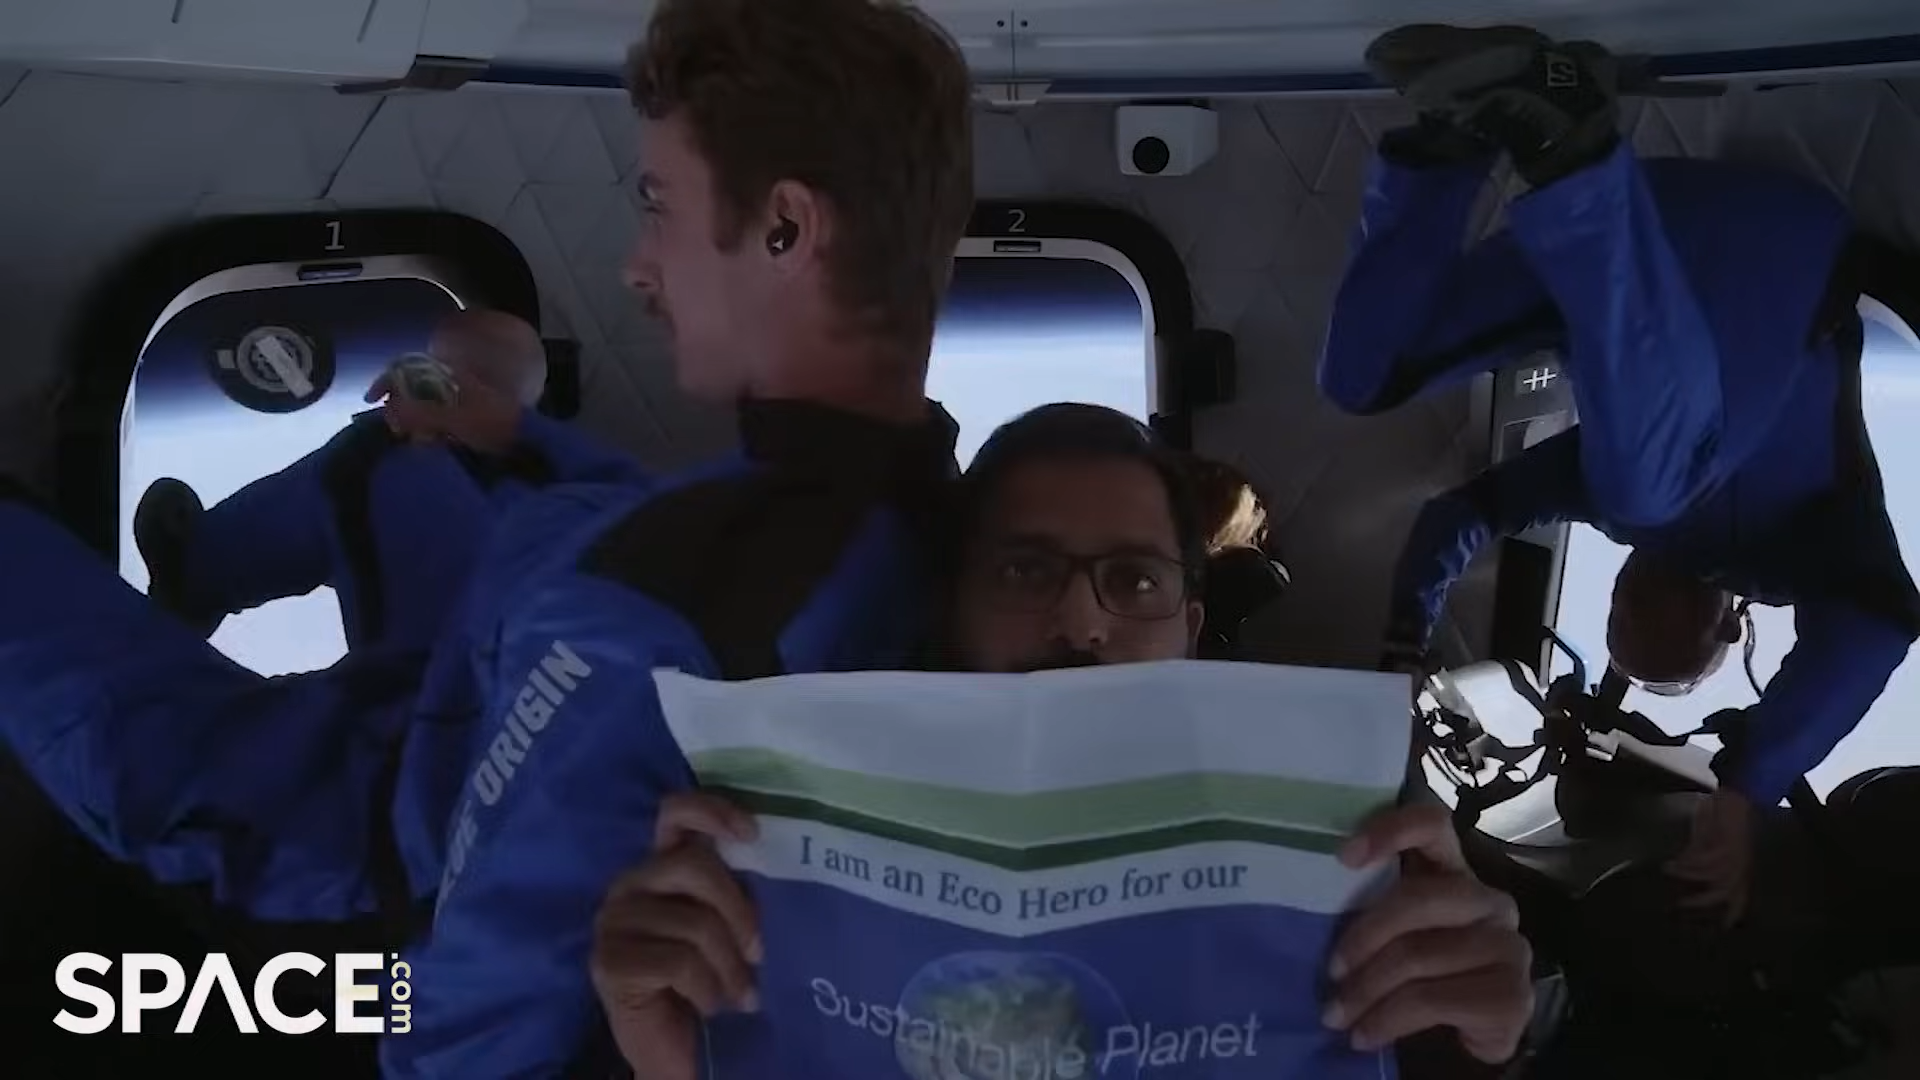 1
2
#
BLUE ORIGIN
I am an Eco Hero for our
Sustainable Planet
SPACE.com